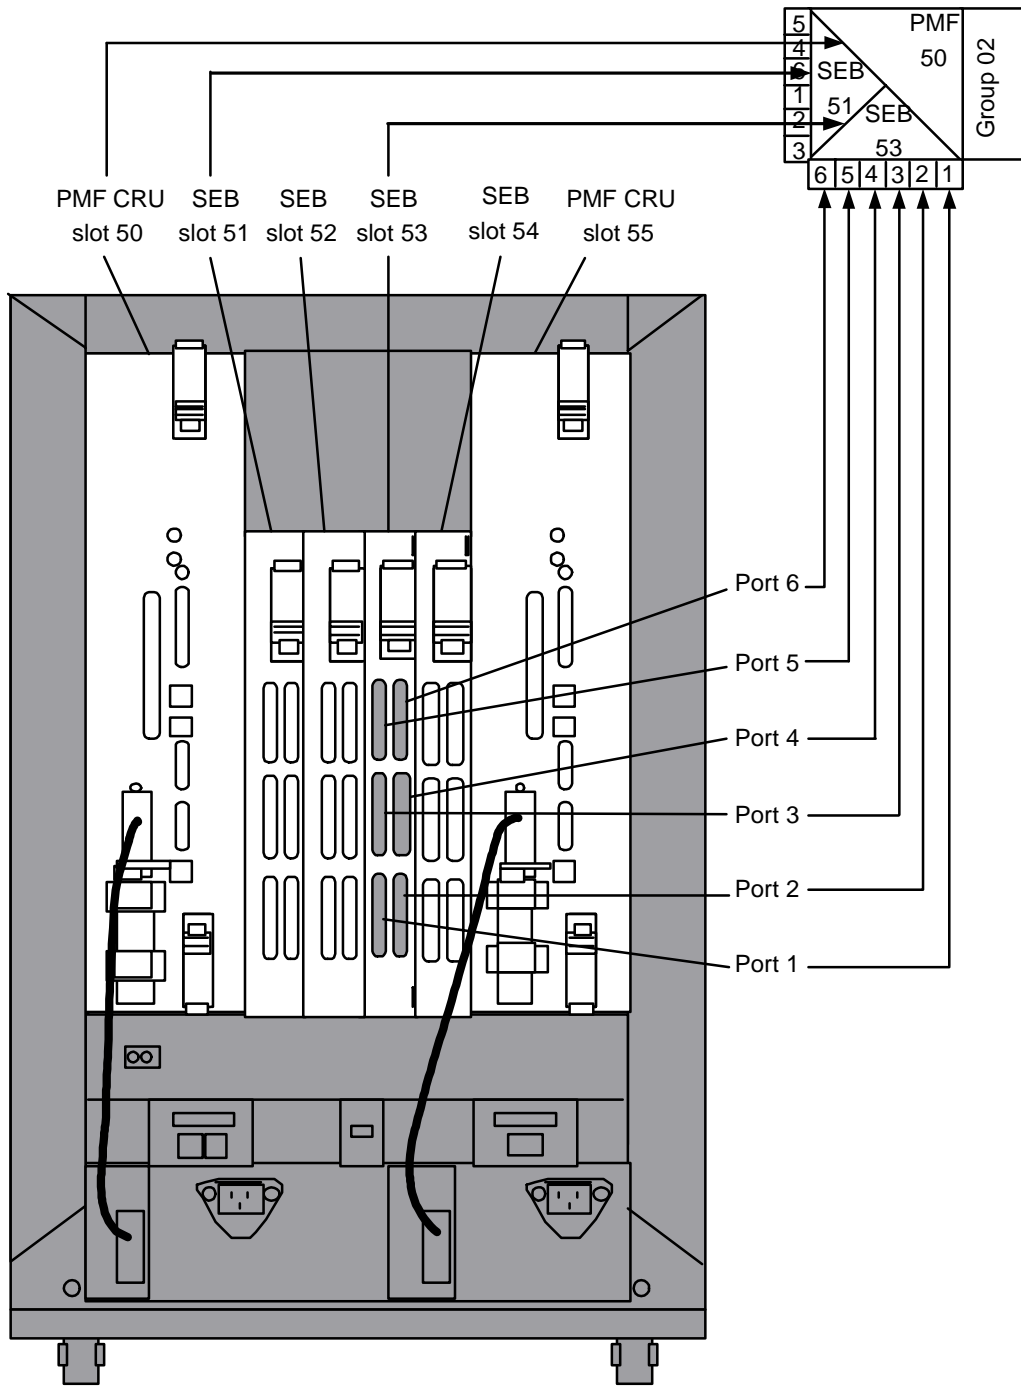 5
4
6
1
2
3
SEB
51
PMF
50
SEB
53
Group 02
6 5 4 3 2 1
PMF CRU
slot 50
SEB
slot 51
SEB
slot 52
SEB
slot 53
SEB
slot 54
PMF CRU
slot 55
Port 6
Port 5
Port 4
Port 3
Port 2
Port 1